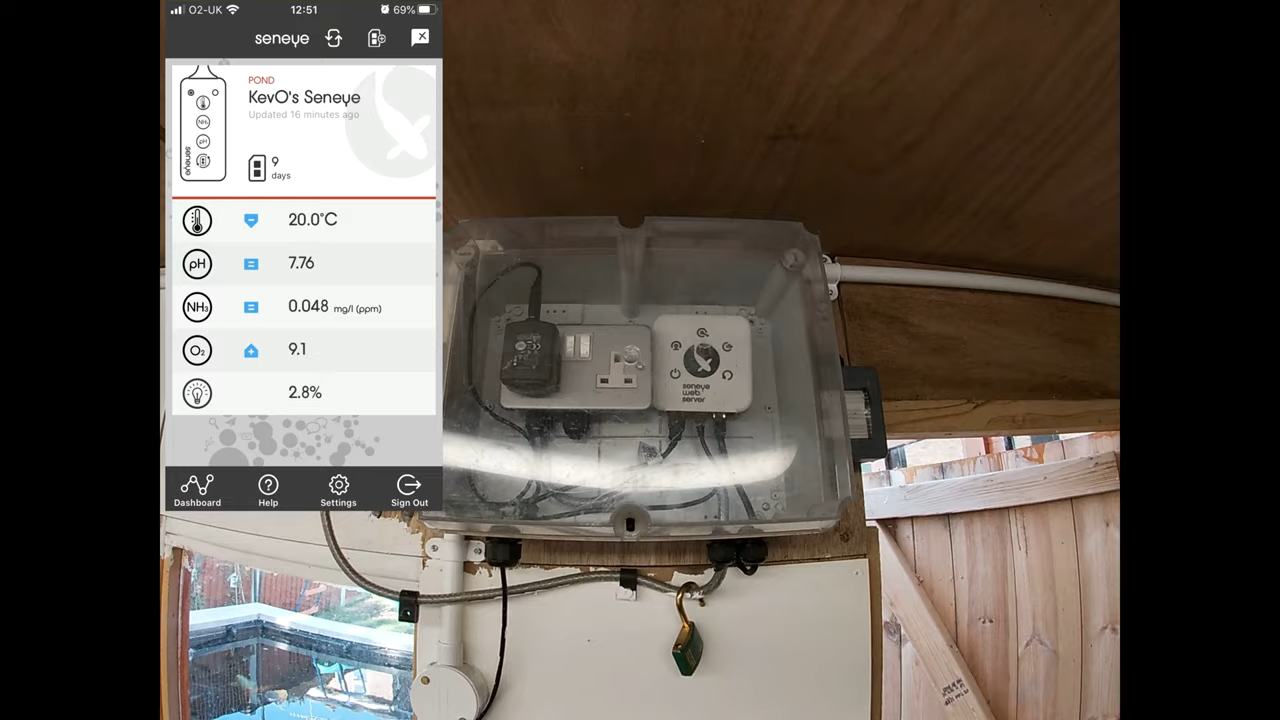 O2-UK 12:51 69%
seneye
POND
KevO's Seneye
Updated 16 minutes ago
seneye
NH₃
pH
9
days
20.0°C
pH 7.76
NH₃ 0.048 mg/l (ppm)
O₂ 9.1
2.8%
Dashboard Help Settings Sign Out
seneye
web
server